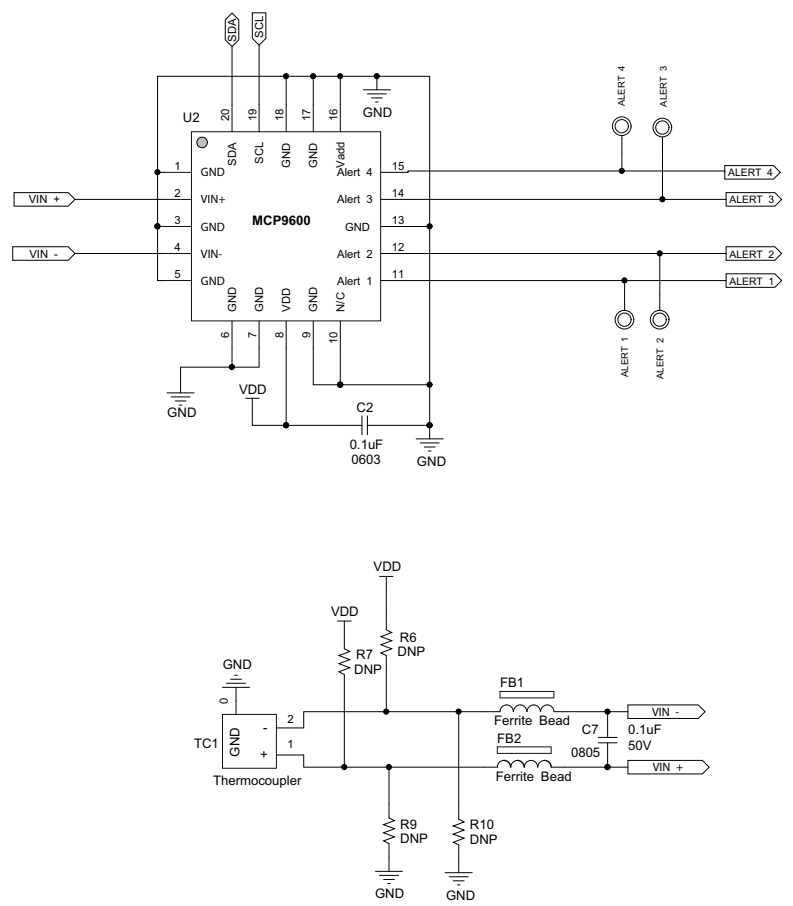 SDA
SCL
U2
20
19
18
17
16
GND
SDA
SCL
GND
GND
Vadd
1
GND
Alert 4
15
ALERT 4
ALERT 3
ALERT 4
VIN +
2
VIN+
Alert 3
14
ALERT 3
3
GND
MCP9600
GND
13
VIN -
4
VIN-
Alert 2
12
ALERT 2
5
GND
Alert 1
11
ALERT 1
GND
GND
VDD
GND
N/C
6
7
8
9
10
ALERT 1
ALERT 2
GND
VDD
C2
0.1uF
0603
GND
VDD
VDD
R6
DNP
R7
DNP
GND
0
FB1
Ferrite Bead
VIN -
TC1
GND
-
2
+
1
Thermocoupler
FB2
Ferrite Bead
C7
0805
0.1uF
50V
VIN +
R9
DNP
R10
DNP
GND
GND